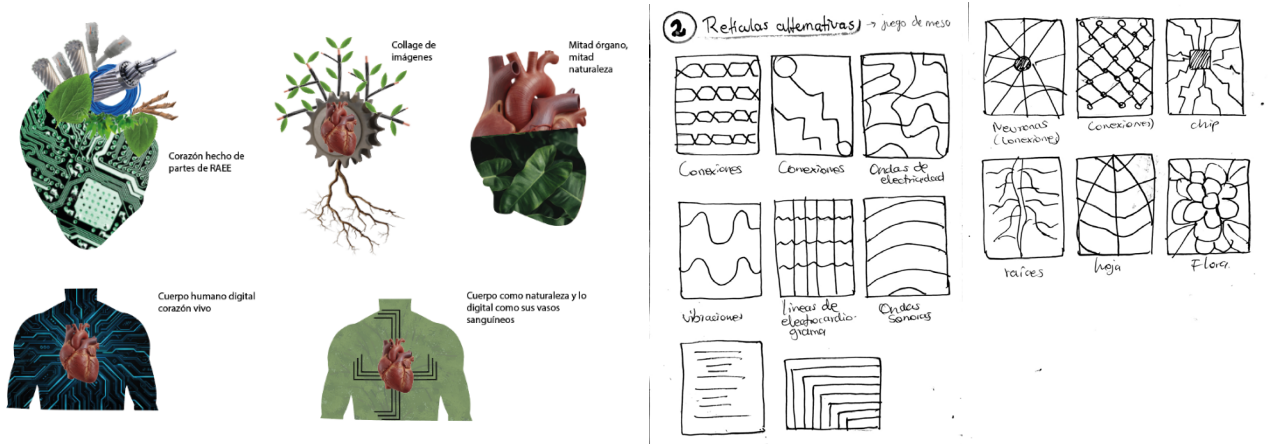 Corazón hecho de
partes de RAEE
Collage de
imágenes
Mitad órgano,
mitad
naturaleza
Cuerpo humano digital
corazón vivo
Cuerpo como naturaleza y lo
digital como sus vasos
sanguíneos
2 Retículas alternativas → juego de mesa
Conexiones
Conexiones
Ondas de
electricidad
vibraciones
líneas de
electrocardio-
grama
Ondas
Sonoras
Neuronas
(conexiones)
Conexiones
chip
raíces
hoja
Flora.